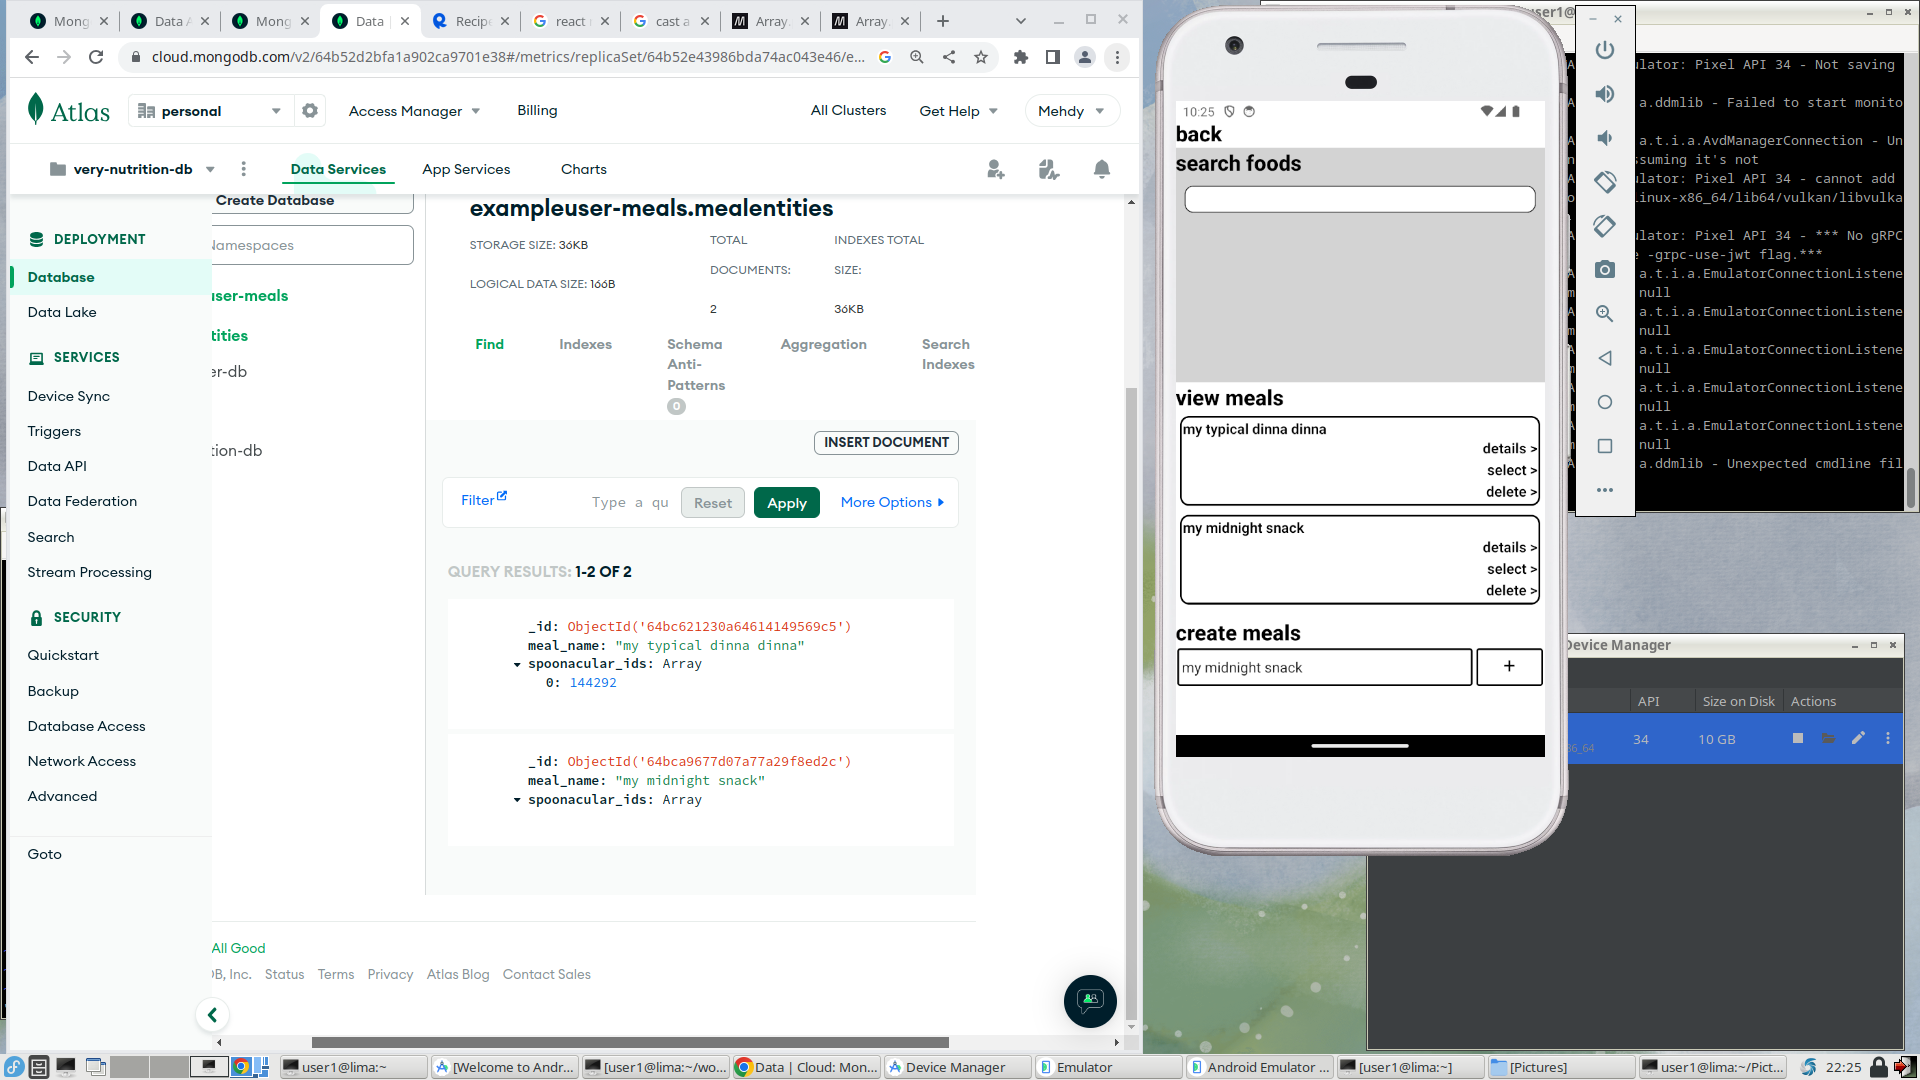 Mong
Data A
Mong
Data
Recipe
react
cast a
Array.
Array.
cloud.mongodb.com/v2/64b52d2bfa1a902ca9701e38#/metrics/replicaSet/64b52e43986bda74ac043e46/e...
Atlas
personal
Access Manager
Billing
All Clusters
Get Help
Mehdy
very-nutrition-db
Data Services
App Services
Charts
DEPLOYMENT
Database
Data Lake
SERVICES
Device Sync
Triggers
Data API
Data Federation
Search
Stream Processing
SECURITY
Quickstart
Backup
Database Access
Network Access
Advanced
Goto
Create Database
Namespaces
user-meals
tities
er-db
tion-db
exampleuser-meals.mealentities
STORAGE SIZE: 36KB
LOGICAL DATA SIZE: 166B
TOTAL
DOCUMENTS:
2
INDEXES TOTAL
SIZE:
36KB
Find
Indexes
Schema
Anti-
Patterns
0
Aggregation
Search
Indexes
INSERT DOCUMENT
Filter
Type a qu
Reset
Apply
More Options
QUERY RESULTS: 1-2 OF 2
_id: ObjectId('64bc621230a64614149569c5')
meal_name: "my typical dinna dinna"
spoonacular_ids: Array
0: 144292
_id: ObjectId('64bca9677d07a77a29f8ed2c')
meal_name: "my midnight snack"
spoonacular_ids: Array
All Good
DB, Inc. Status Terms Privacy Atlas Blog Contact Sales
10:25
back
search foods
view meals
my typical dinna dinna
details >
select >
delete >
my midnight snack
details >
select >
delete >
create meals
my midnight snack
+
user1@
ulator: Pixel API 34 - Not saving
a.ddmlib - Failed to start monito
a.t.i.a.AvdManagerConnection - Un
ssuming it's not
ulator: Pixel API 34 - cannot add
linux-x86_64/lib64/vulkan/libvulka
ulator: Pixel API 34 - *** No gRPC
e -grpc-use-jwt flag.***
a.t.i.a.EmulatorConnectionListene
null
a.t.i.a.EmulatorConnectionListene
null
a.t.i.a.EmulatorConnectionListene
null
a.t.i.a.EmulatorConnectionListene
null
a.t.i.a.EmulatorConnectionListene
null
a.ddmlib - Unexpected cmdline fil
Device Manager
API
Size on Disk
Actions
86_64
34
10 GB
user1@lima:~
[Welcome to Andr...
[user1@lima:~/wo...
Data | Cloud: Mon...
Device Manager
Emulator
Android Emulator ...
[user1@lima:~]
[Pictures]
user1@lima:~/Pict...
22:25